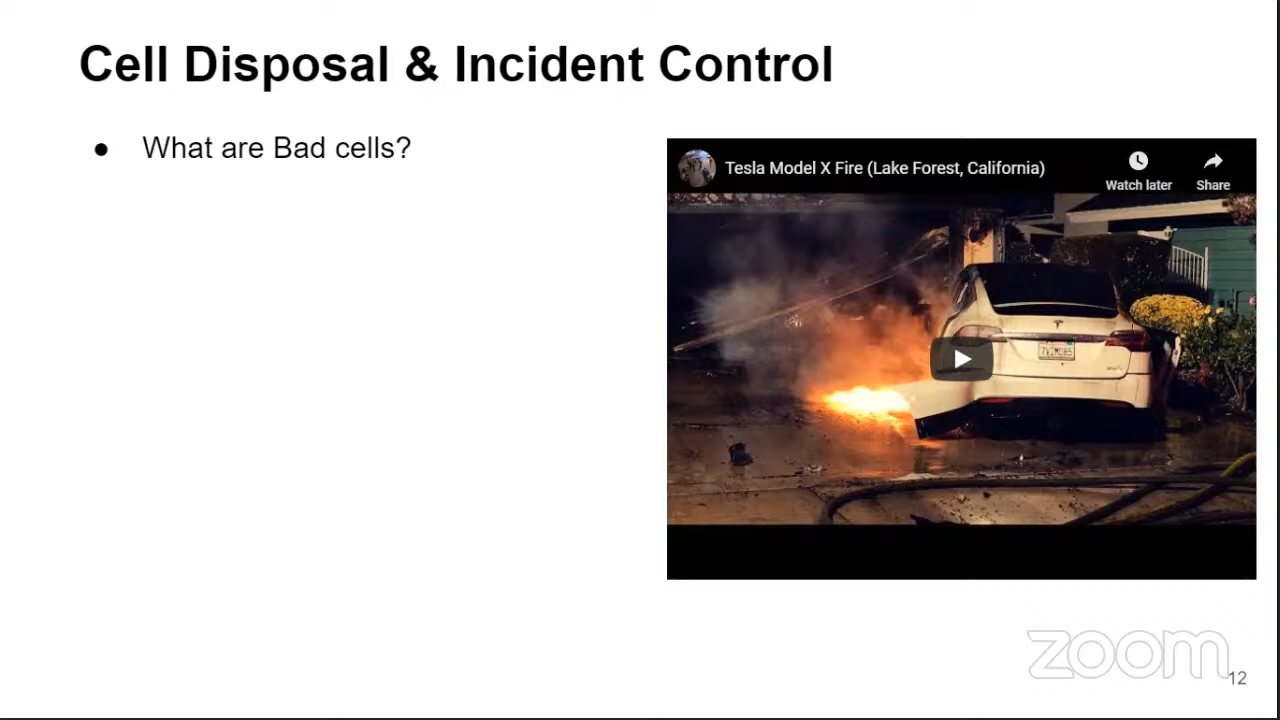 Cell Disposal & Incident Control
● What are Bad cells?
Tesla Model X Fire (Lake Forest, California)
Watch later
Share
zoom
12